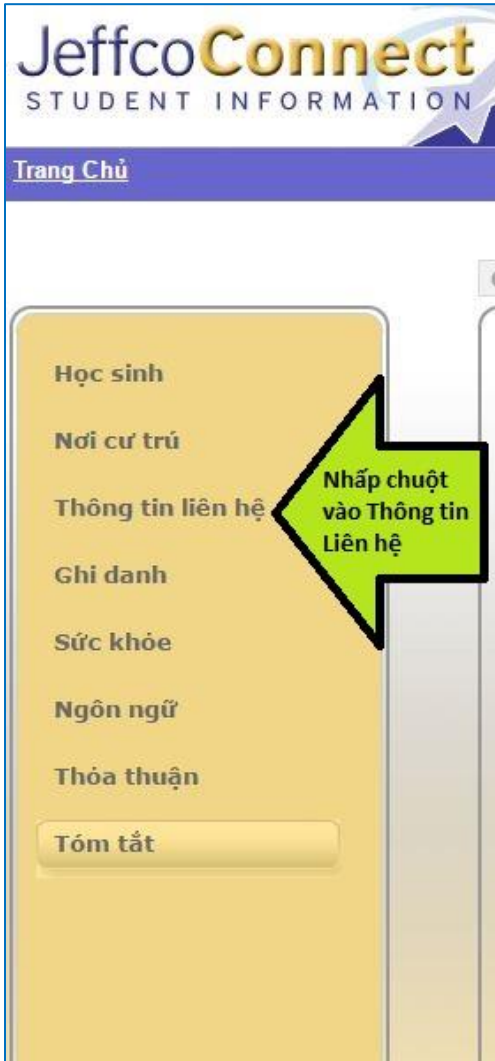 JeffcoConnect
STUDENT INFORMATION
Trang Chủ
Học sinh
Nơi cư trú
Thông tin liên hệ
Nhấp chuột
vào Thông tin
Liên hệ
Ghi danh
Sức khỏe
Ngôn ngữ
Thỏa thuận
Tóm tắt